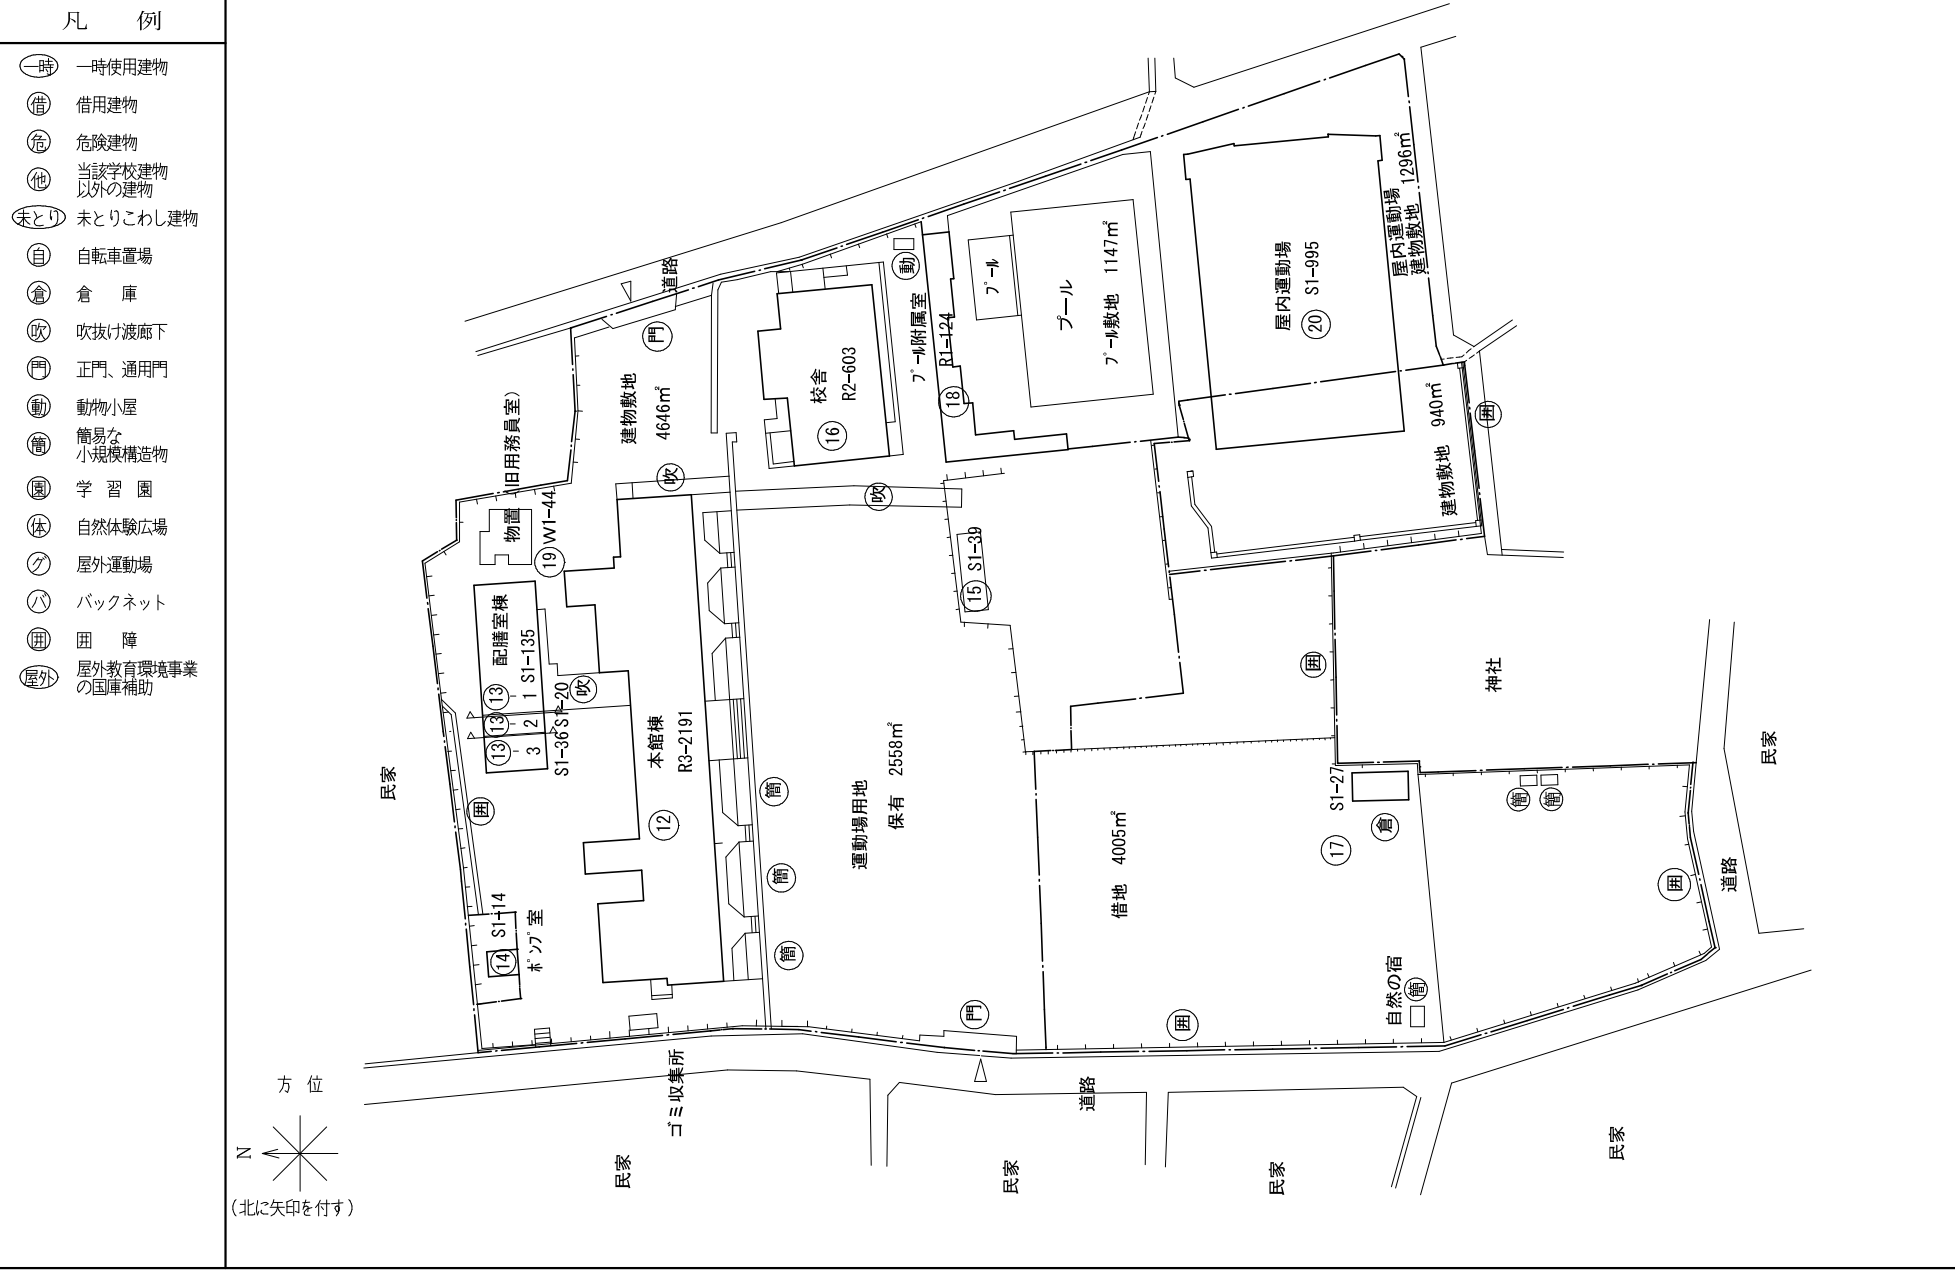 凡　例
一時 一時使用建物
借 借用建物
危 危険建物
他 当該学校建物
以外の建物
未とり 未とりこわし建物
自 自転車置場
倉 倉　庫
吹 吹抜け渡廊下
門 正門、通用門
動 動物小屋
簡 簡易な
小規模構造物
園 学　習　園
体 自然体験広場
グ 屋外運動場
バ バックネット
囲 囲　障
屋外 屋外教育環境事業
の国庫補助
方　位
N
(北に矢印を付す)
道路
門
建物敷地
4646㎡
(旧用務員室)
物置
W1-44
19
吹
吹
校舎
R2-603
16
動
プール附属室
R1-124
18
プール
プール
プール敷地　1147㎡
屋内運動場
S1-995
20
屋内運動場
建物敷地
1296㎡
建物敷地　940㎡
囲
配膳室棟
S1-135
13 - 1
13 - 2
13 - 3
S1-20
S1-36
吹
本館棟
R3-2191
12
民家
囲
14
S1-14
ポンプ室
簡
簡
簡
15
S1-39
運動場用地
保有　2558㎡
借地　4005㎡
囲
神社
S1-27
17
倉
簡
簡
囲
道路
民家
自然の宿
簡
門
囲
ゴミ収集所
道路
民家
民家
民家
民家